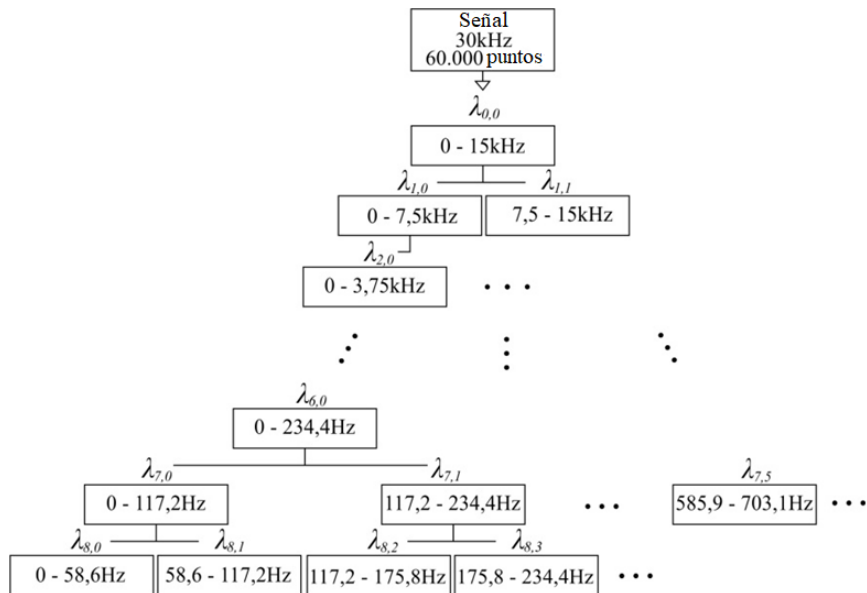 Señal
30kHz
60.000 puntos
λ0,0
0 - 15kHz
λ1,0 λ1,1
0 - 7,5kHz 7,5 - 15kHz
λ2,0
0 - 3,75kHz . . .
λ6,0
0 - 234,4Hz
λ7,0 λ7,1 λ7,5
0 - 117,2Hz 117,2 - 234,4Hz . . . 585,9 - 703,1Hz . . .
λ8,0 λ8,1 λ8,2 λ8,3
0 - 58,6Hz 58,6 - 117,2Hz 117,2 - 175,8Hz 175,8 - 234,4Hz . . .